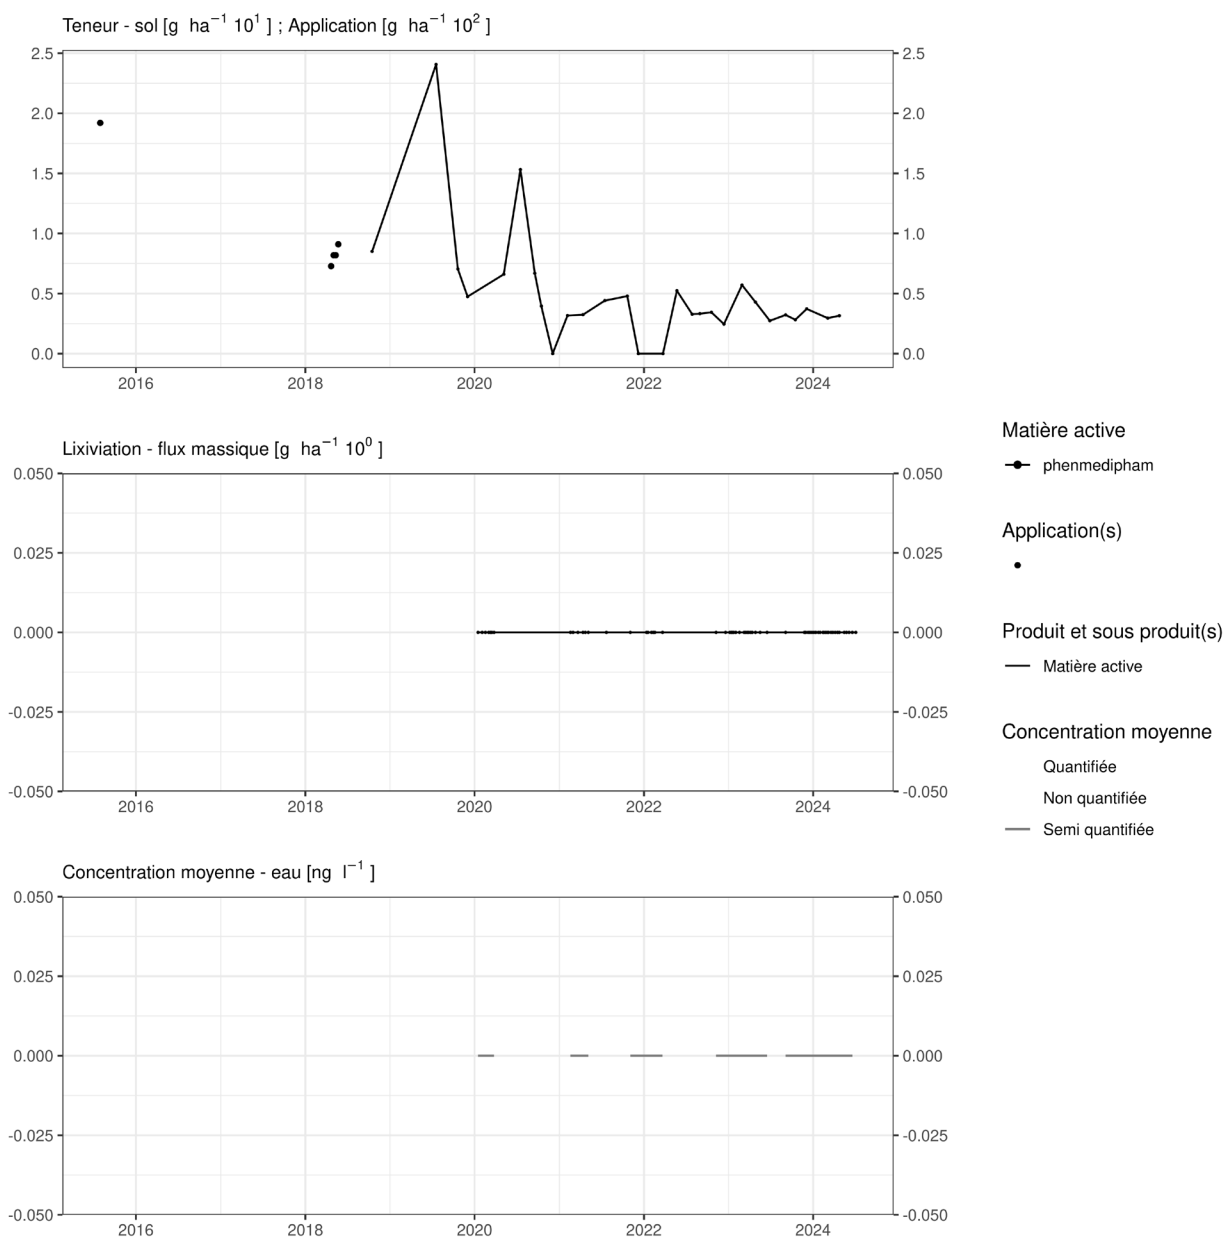 Teneur - sol [g ha⁻¹ 10¹ ] ; Application [g ha⁻¹ 10² ]
2.5 2.5
2.0 2.0
1.5 1.5
1.0 1.0
0.5 0.5
0.0 0.0
2016 2018 2020 2022 2024
Lixiviation - flux massique [g ha⁻¹ 10⁰ ]
0.050 0.050
0.025 0.025
0.000 0.000
-0.025 -0.025
-0.050 -0.050
2016 2018 2020 2022 2024
Concentration moyenne - eau [ng l⁻¹ ]
0.050 0.050
0.025 0.025
0.000 0.000
-0.025 -0.025
-0.050 -0.050
2016 2018 2020 2022 2024
Matière active
phenmedipham
Application(s)
Produit et sous produit(s)
Matière active
Concentration moyenne
Quantifiée
Non quantifiée
Semi quantifiée